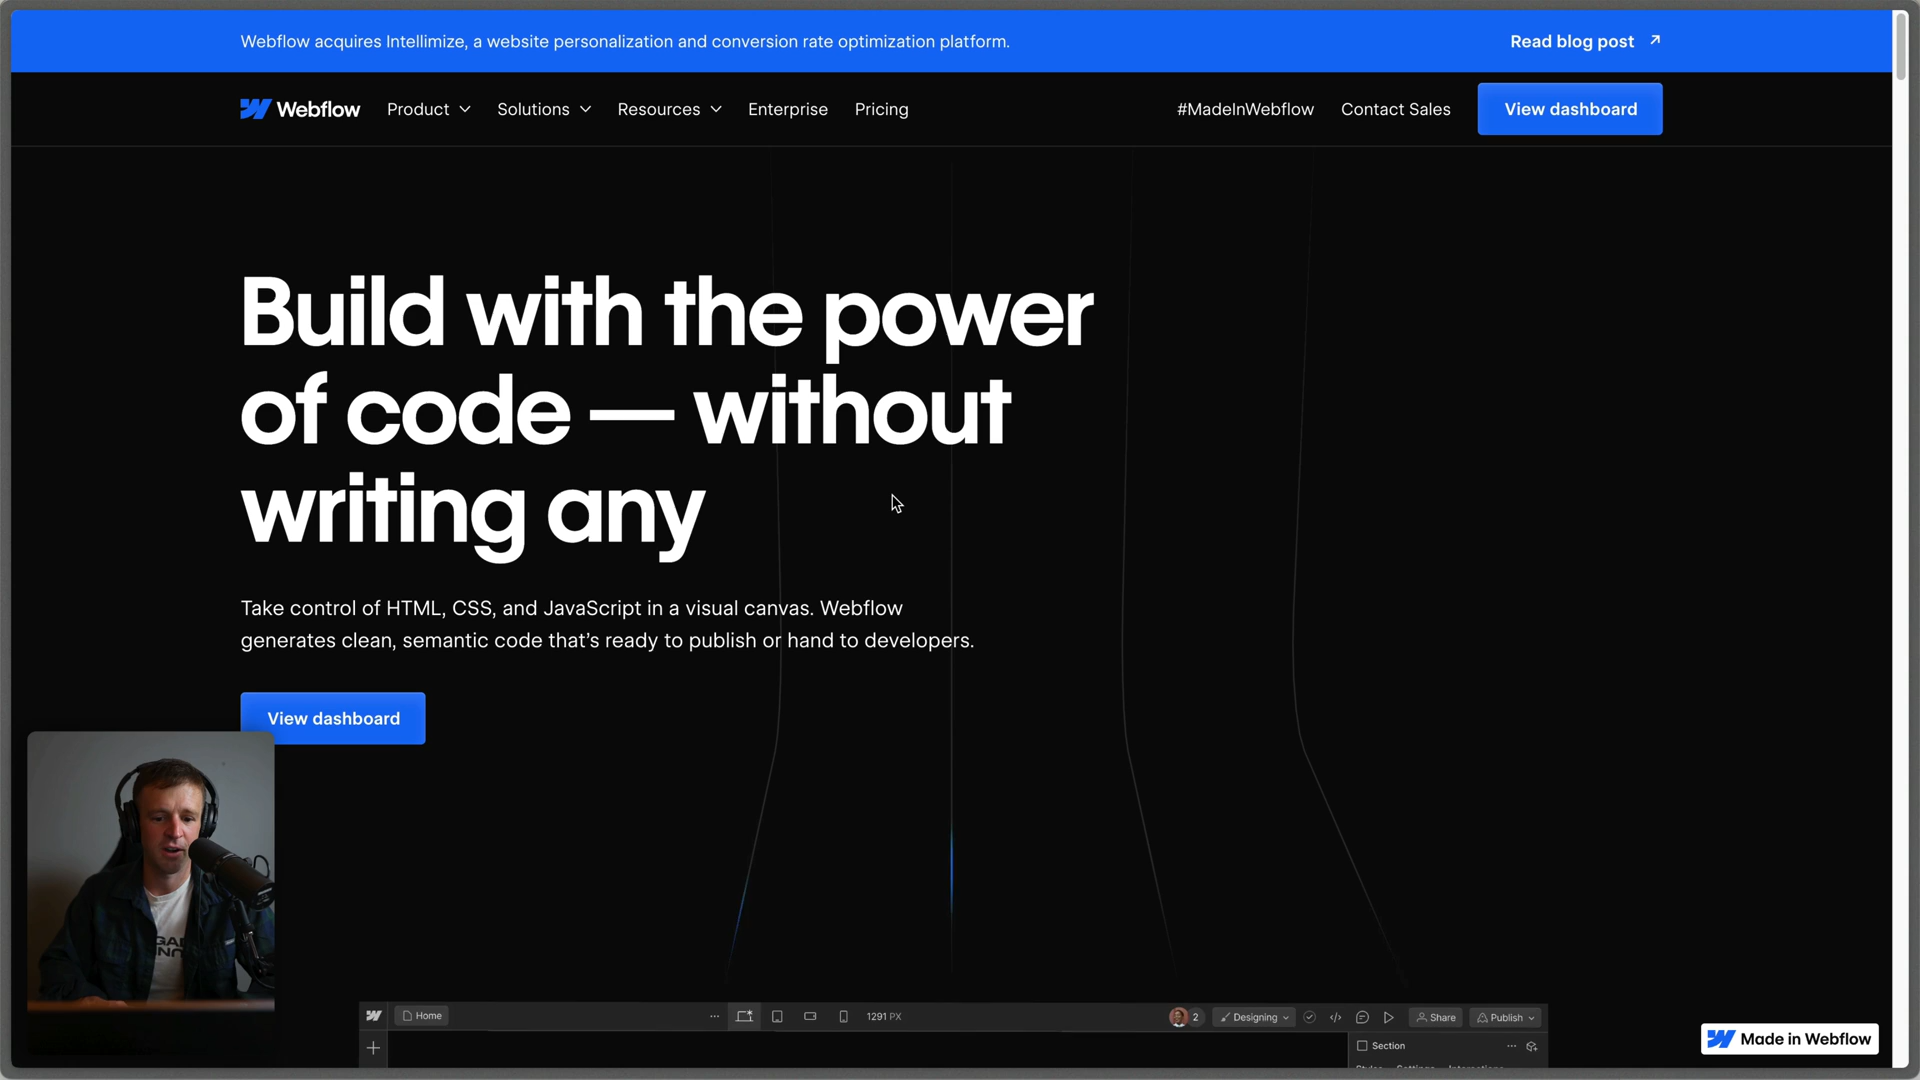 Webflow acquires Intellimize, a website personalization and conversion rate optimization platform.
Read blog post
Webflow
Product
Solutions
Resources
Enterprise
Pricing
#MadeInWebflow
Contact Sales
View dashboard
Build with the power
of code — without
writing any
Take control of HTML, CSS, and JavaScript in a visual canvas. Webflow
generates clean, semantic code that's ready to publish or hand to developers.
View dashboard
Home
1291 PX
2
Designing
Share
Publish
Section
Made in Webflow